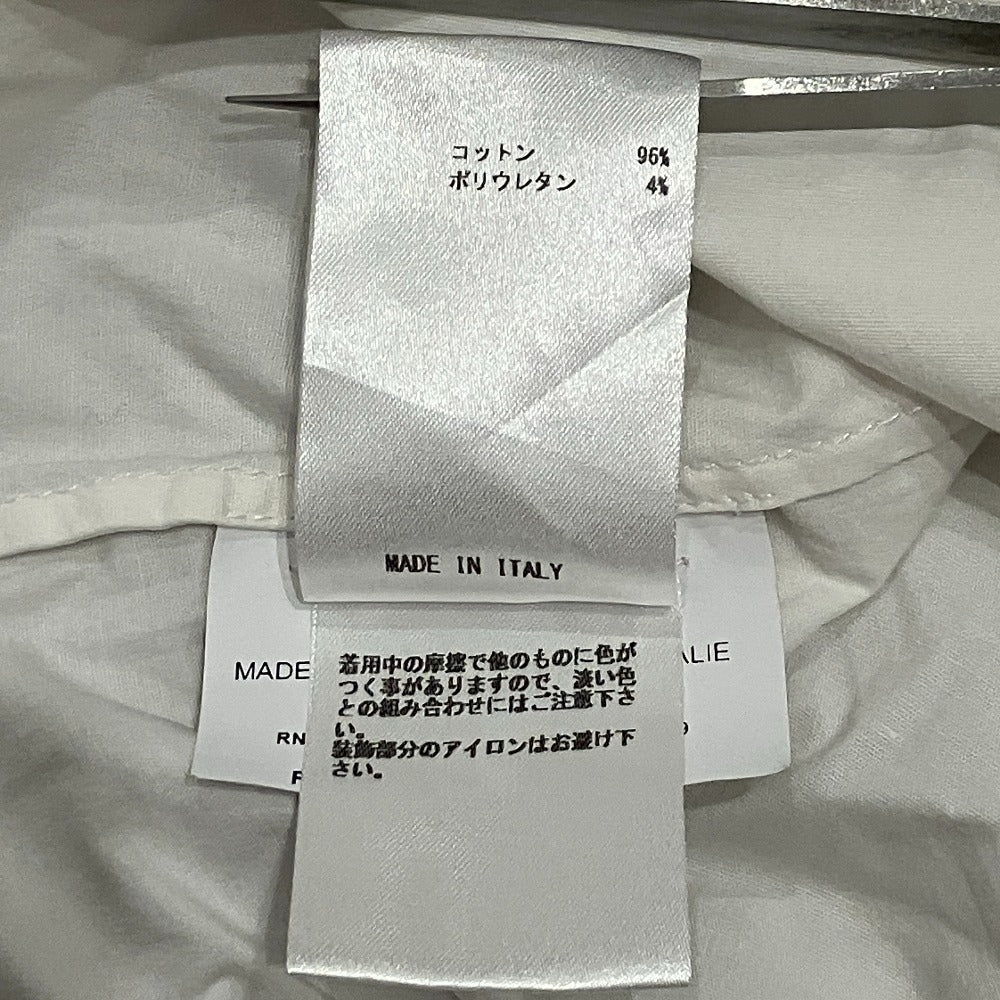 コットン 96%
ポリウレタン 4%
MADE IN ITALY
着用中の摩擦で他のものに色が
つく事がありますので、淡い色
との組み合わせにはご注意下さ
い。
装飾部分のアイロンはお避け下
さい。
MADE
RN